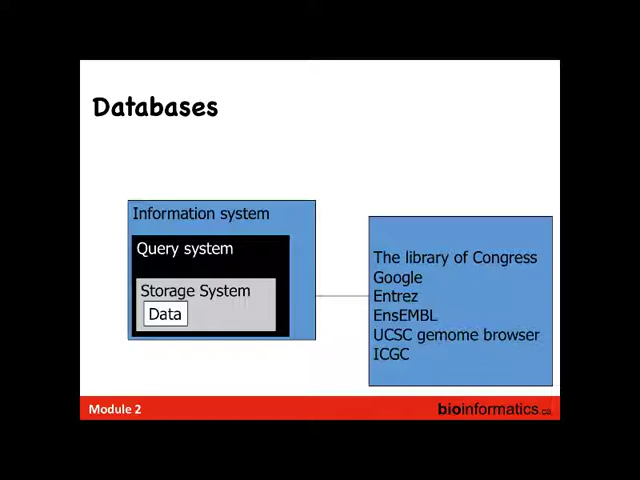 Databases
Information system
Query system
Storage System
Data
The library of Congress
Google
Entrez
EnsEMBL
UCSC gemome browser
ICGC
Module 2
bioinformatics.ca